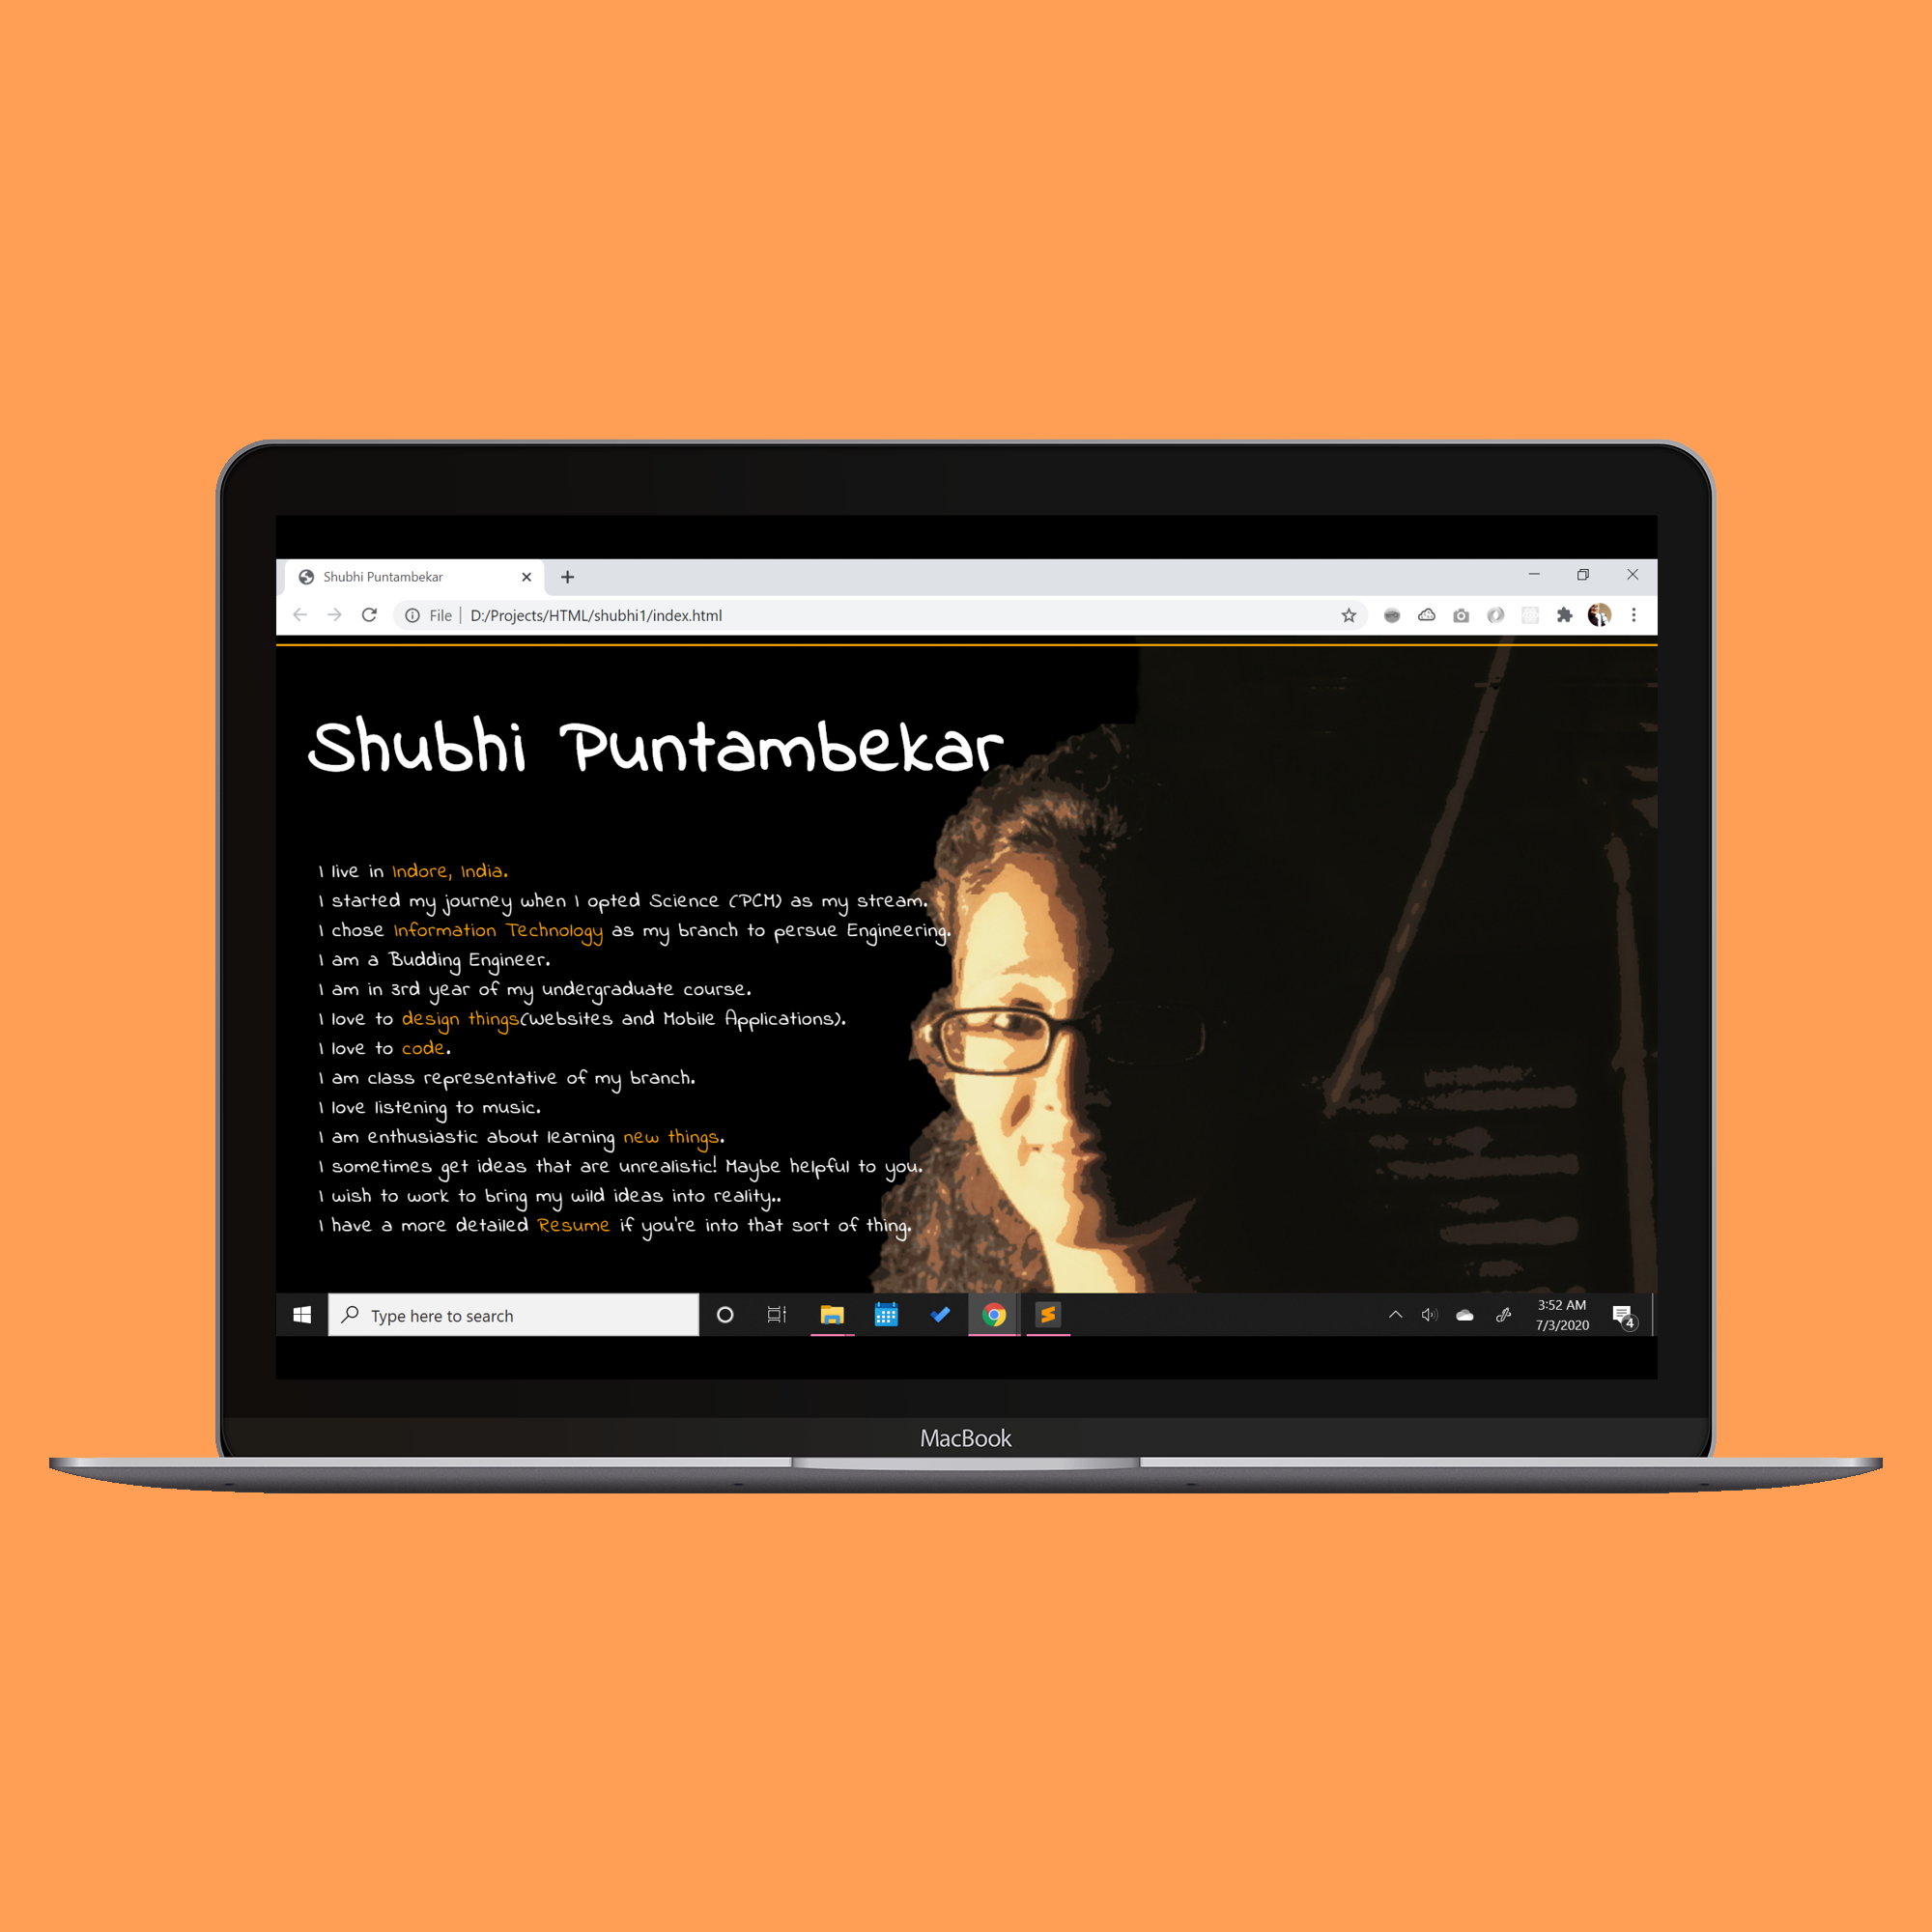 Shubhi Puntambekar
File D:/Projects/HTML/shubhi1/index.html
Shubhi Puntambekar
I live in Indore, India.
I started my journey when I opted Science (PCM) as my stream.
I chose Information Technology as my branch to persue Engineering.
I am a Budding Engineer.
I am in 3rd year of my undergraduate course.
I love to design things(Websites and Mobile Applications).
I love to code.
I am class representative of my branch.
I love listening to music.
I am enthusiastic about learning new things.
I sometimes get ideas that are unrealistic! Maybe helpful to you.
I wish to work to bring my wild ideas into reality..
I have a more detailed Resume if you're into that sort of thing.
Type here to search
3:52 AM
7/3/2020
4
MacBook